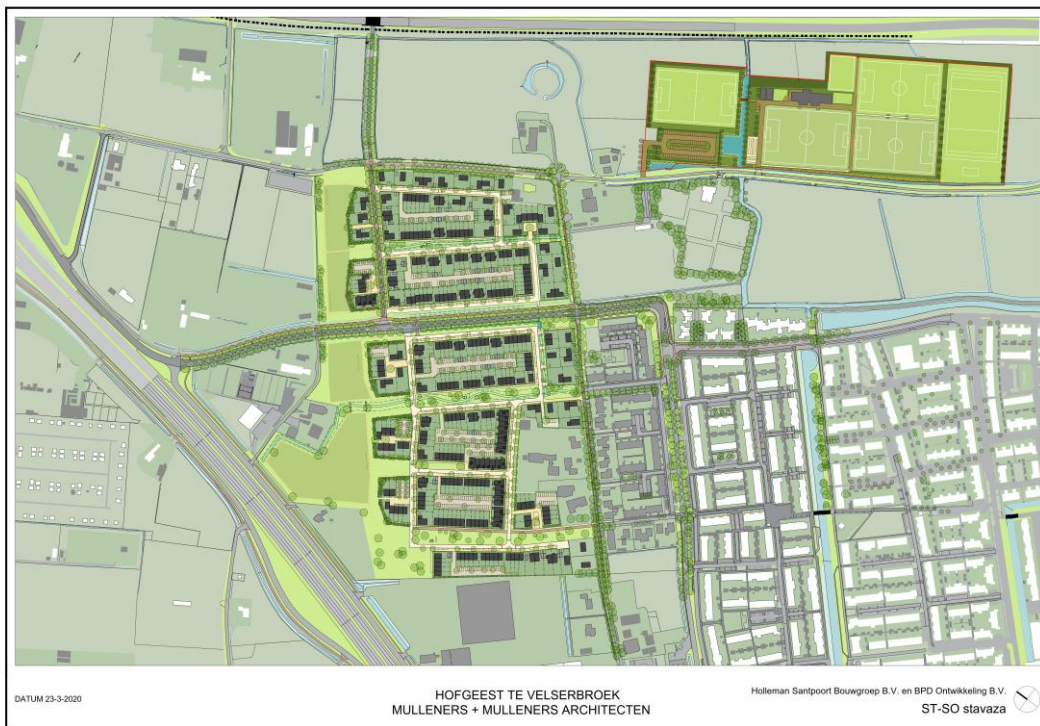 DATUM 23-3-2020
HOFGEEST TE VELSERBROEK
MULLENERS + MULLENERS ARCHITECTEN
Holleman Santpoort Bouwgroep B.V. en BPD Ontwikkeling B.V.
ST-SO stavaza